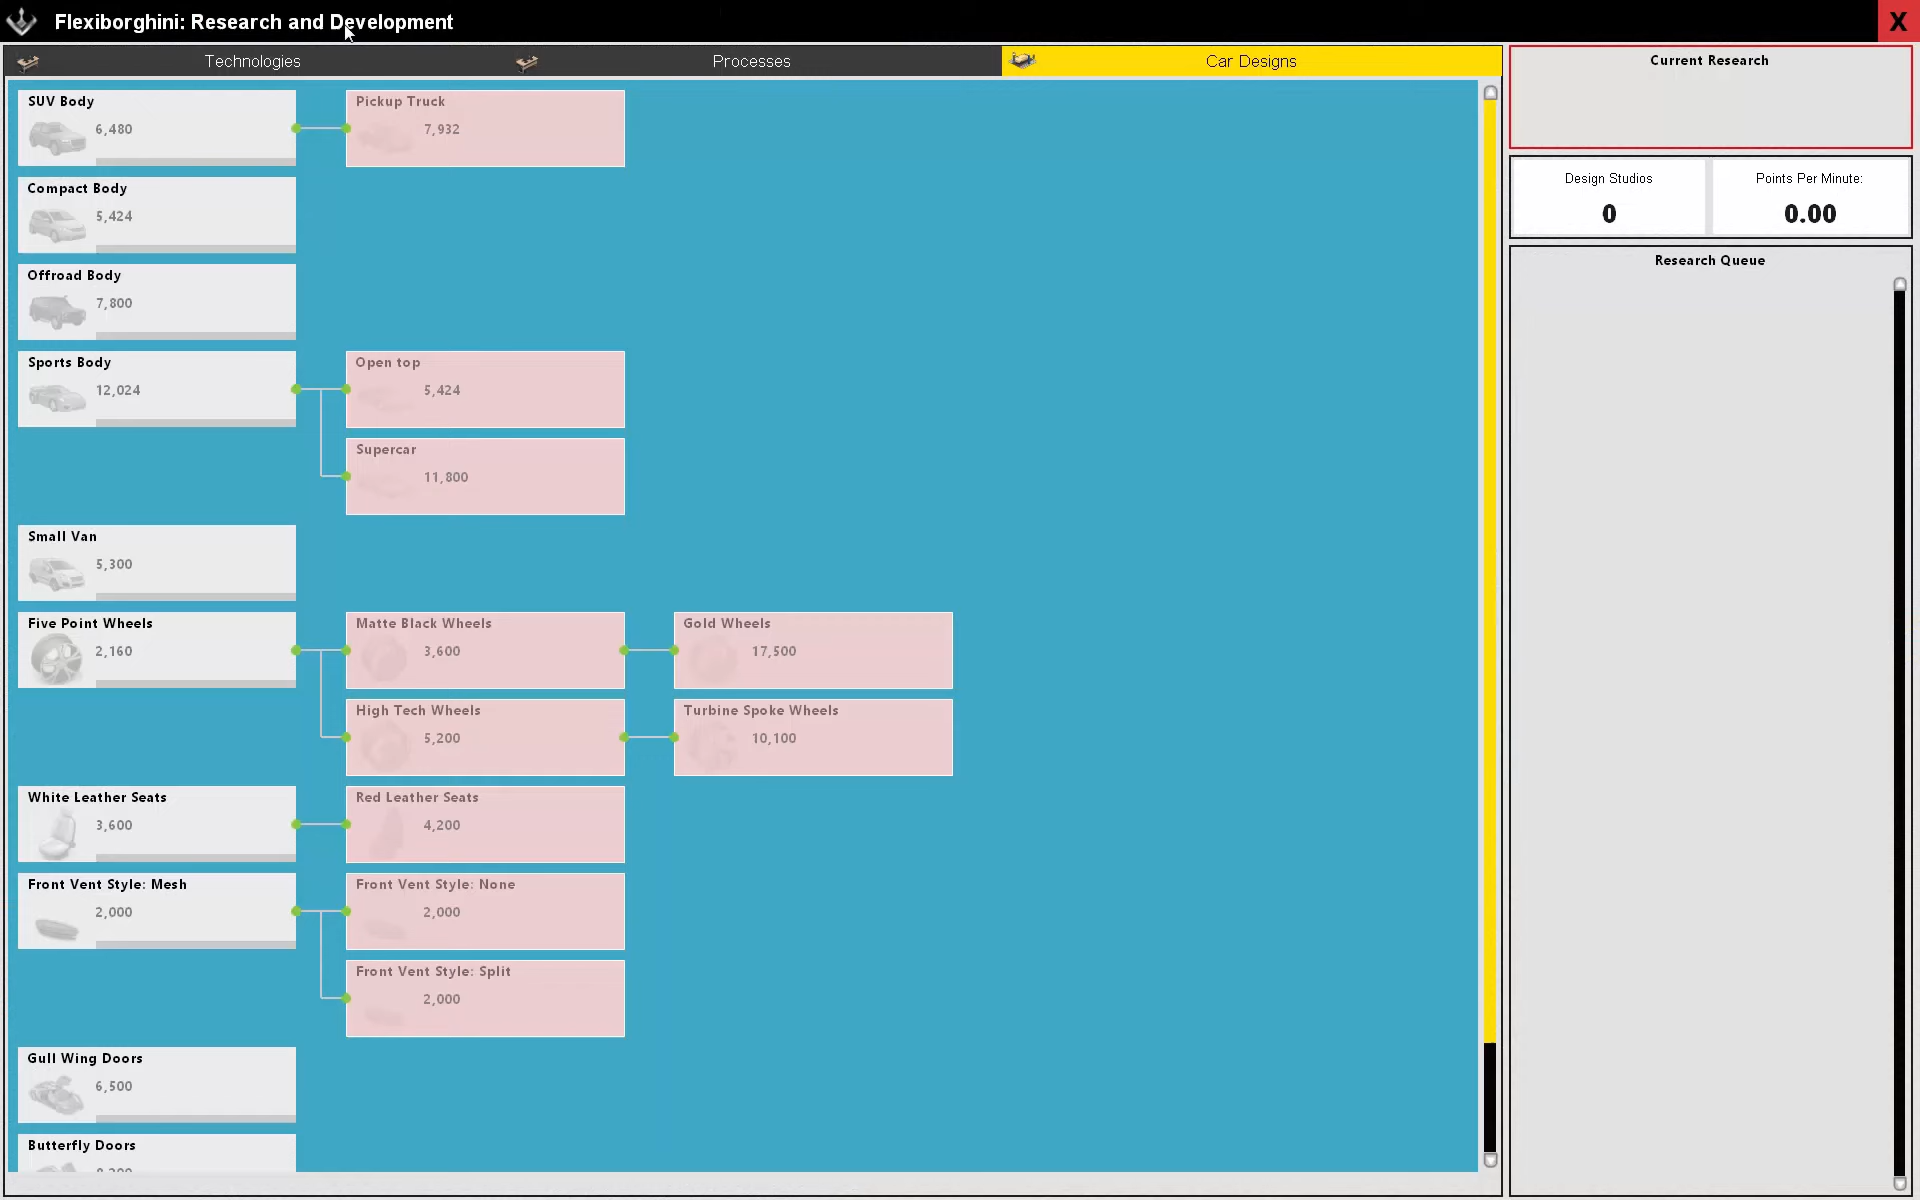 Flexiborghini: Research and Development
X
Technologies
Processes
Car Designs
SUV Body
6,480
Pickup Truck
7,932
Compact Body
5,424
Offroad Body
7,800
Sports Body
12,024
Open top
5,424
Supercar
11,800
Small Van
5,300
Five Point Wheels
2,160
Matte Black Wheels
3,600
Gold Wheels
17,500
High Tech Wheels
5,200
Turbine Spoke Wheels
10,100
White Leather Seats
3,600
Red Leather Seats
4,200
Front Vent Style: Mesh
2,000
Front Vent Style: None
2,000
Front Vent Style: Split
2,000
Gull Wing Doors
6,500
Butterfly Doors
Current Research
Design Studios
0
Points Per Minute:
0.00
Research Queue